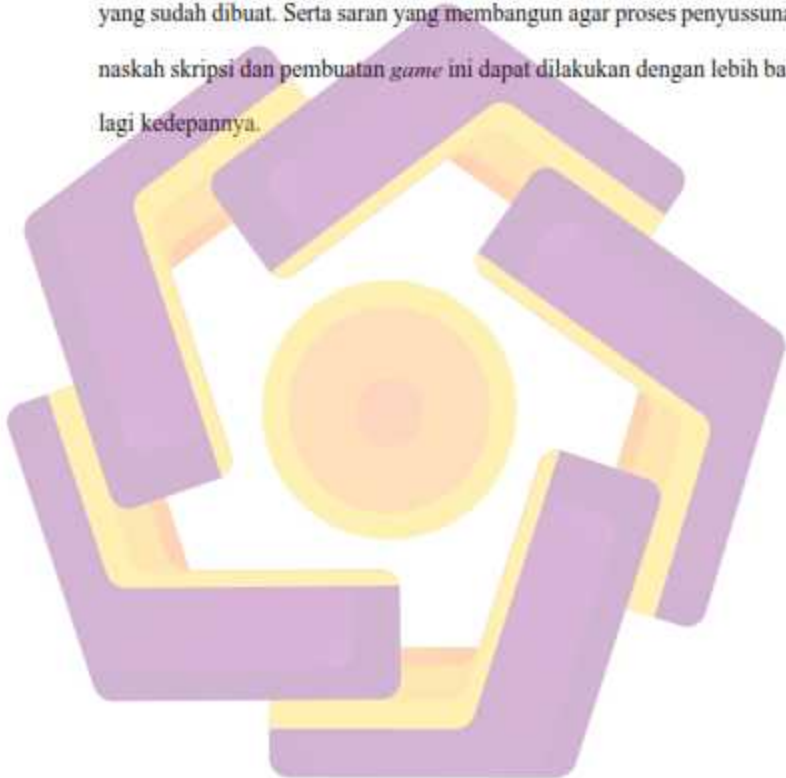 yang sudah dibuat. Serta saran yang membangun agar proses penyussuna
naskah skripsi dan pembuatan game ini dapat dilakukan dengan lebih ba
lagi kedepannya.